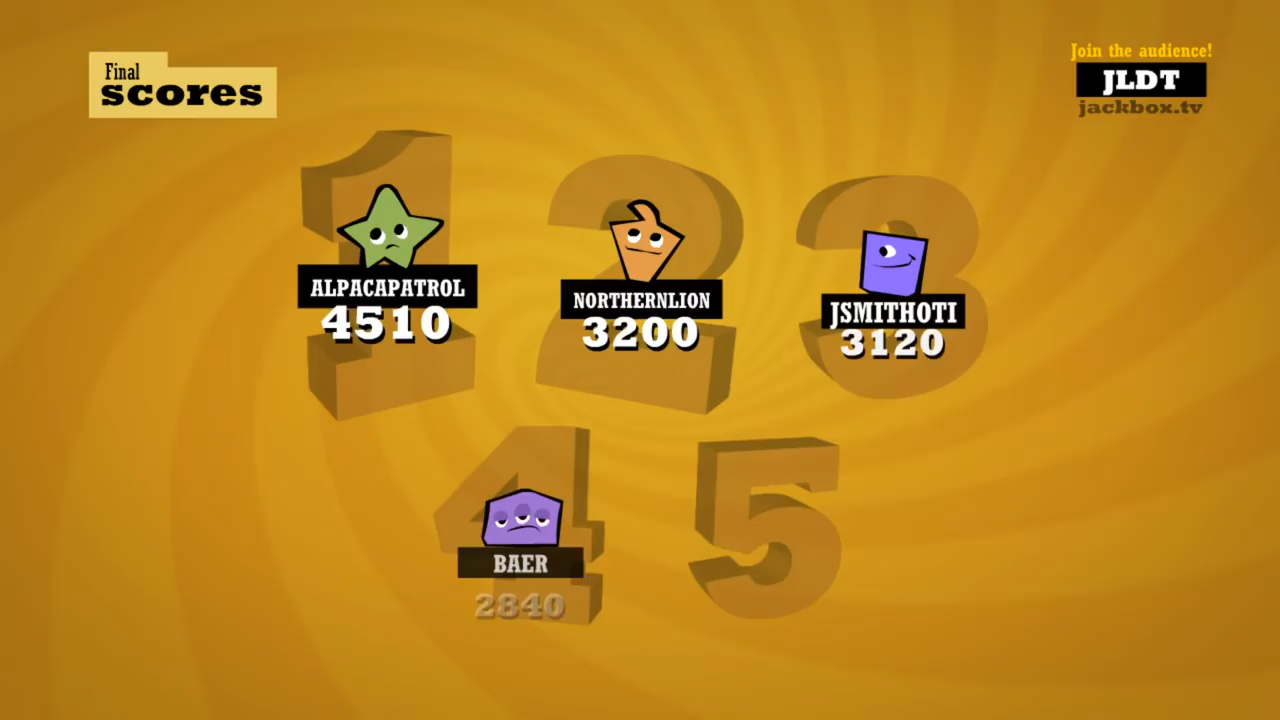 Final
scores
Join the audience!
JLDT
jackbox.tv
1
2
3
ALPACAPATROL
4510
NORTHERNLION
3200
JSMITHOTI
3120
4
5
BAER
2840